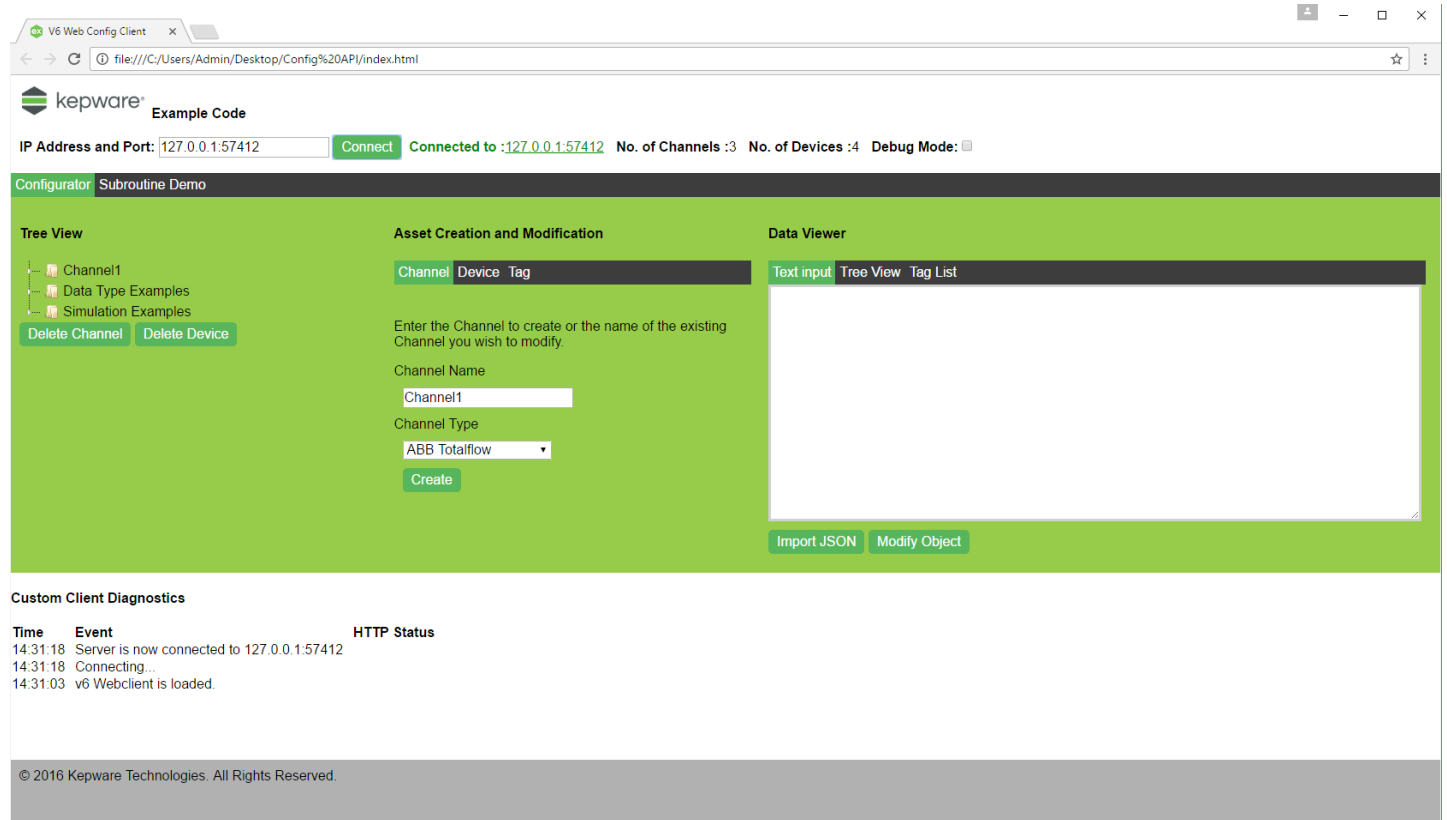 V6 Web Config Client
file:///C:/Users/Admin/Desktop/Config%20API/index.html
kepware Example Code
IP Address and Port: 127.0.0.1:57412 Connect Connected to :127.0.0.1:57412 No. of Channels :3 No. of Devices :4 Debug Mode:
Configurator Subroutine Demo
Tree View
Channel1
Data Type Examples
Simulation Examples
Delete Channel Delete Device
Asset Creation and Modification
Channel Device Tag
Enter the Channel to create or the name of the existing
Channel you wish to modify.
Channel Name
Channel1
Channel Type
ABB Totalflow
Create
Data Viewer
Text input Tree View Tag List
Import JSON Modify Object
Custom Client Diagnostics
Time Event HTTP Status
14:31:18 Server is now connected to 127.0.0.1:57412
14:31:18 Connecting...
14:31:03 v6 Webclient is loaded.
© 2016 Kepware Technologies. All Rights Reserved.